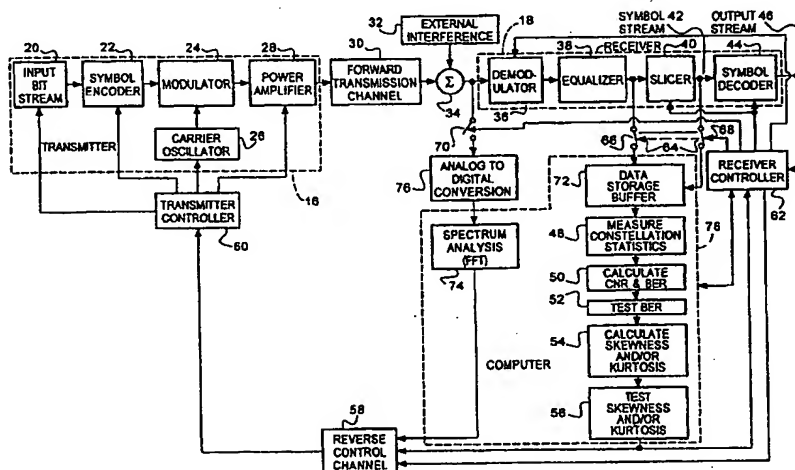 EXTERNAL
INTERFERENCE
32
18
SYMBOL 42
STREAM
OUTPUT 46
STREAM
20
22
24
28
30
38
RECEIVER
40
44
INPUT
BIT
STREAM
SYMBOL
ENCODER
MODULATOR
POWER
AMPLIFIER
FORWARD
TRANSMISSION
CHANNEL
Σ
34
DEMOD-
ULATOR
36
EQUALIZER
SLICER
SYMBOL
DECODER
CARRIER
OSCILLATOR
26
TRANSMITTER
16
TRANSMITTER
CONTROLLER
60
70
66
64
68
ANALOG TO
DIGITAL
CONVERSION
76
72
DATA
STORAGE
BUFFER
RECEIVER
CONTROLLER
62
SPECTRUM
ANALYSIS
(FFT)
74
MEASURE
CONSTELLATION
STATISTICS
50
CALCULATE
CNR & BER
52
TEST BER
54
CALCULATE
SKEWNESS
AND/OR
KURTOSIS
COMPUTER
56
TEST
SKEWNESS
AND/OR
KURTOSIS
58
REVERSE
CONTROL
CHANNEL